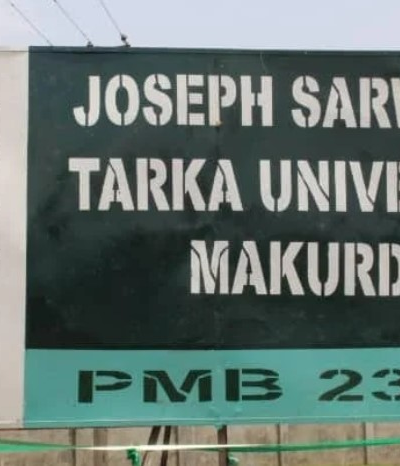 JOSEPH SAR
TARKA UNIVE
MAKURD
PMB 23